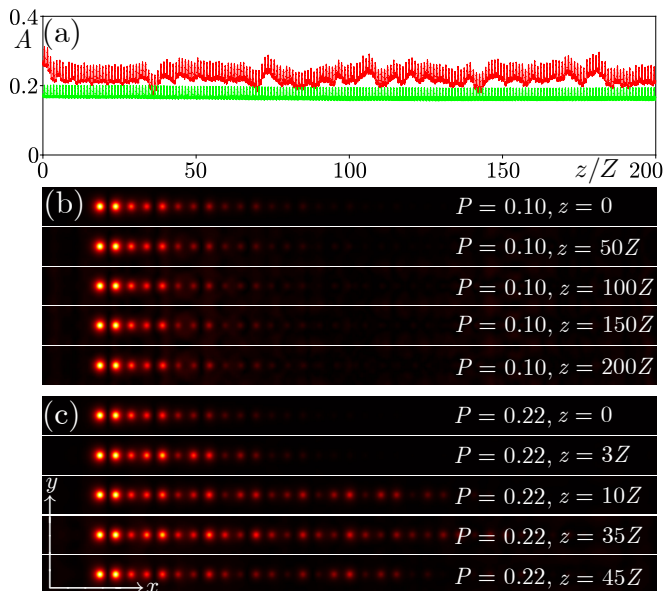 0.4
(a)
A
0.2
0
0 50 100 150 z/Z 200
(b)
P = 0.10, z = 0
P = 0.10, z = 50Z
P = 0.10, z = 100Z
P = 0.10, z = 150Z
P = 0.10, z = 200Z
(c)
P = 0.22, z = 0
P = 0.22, z = 3Z
y
P = 0.22, z = 10Z
P = 0.22, z = 35Z
x
P = 0.22, z = 45Z